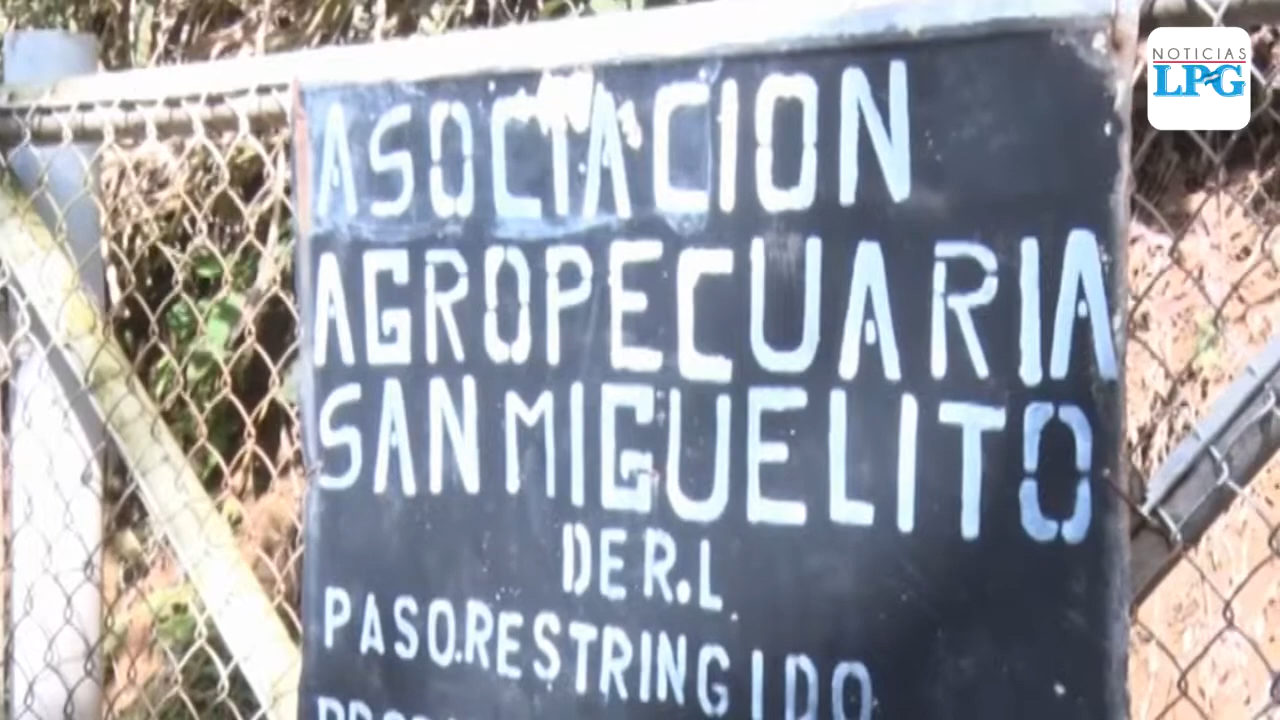 NOTICIAS
LPG
ASOCIACION
AGROPECUARIA
SAN MIGUELITO
DE R.L
PASO.RESTRINGIDO